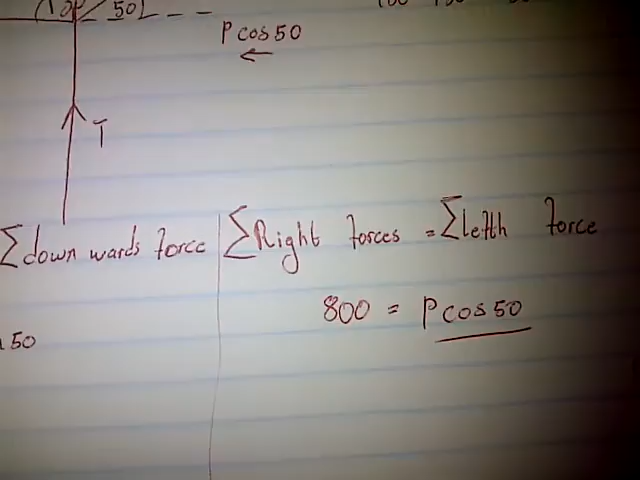 50
P cos 50
T
Σ down wards force
Σ Right forces = Σ lefth force
800 = P cos 50
50